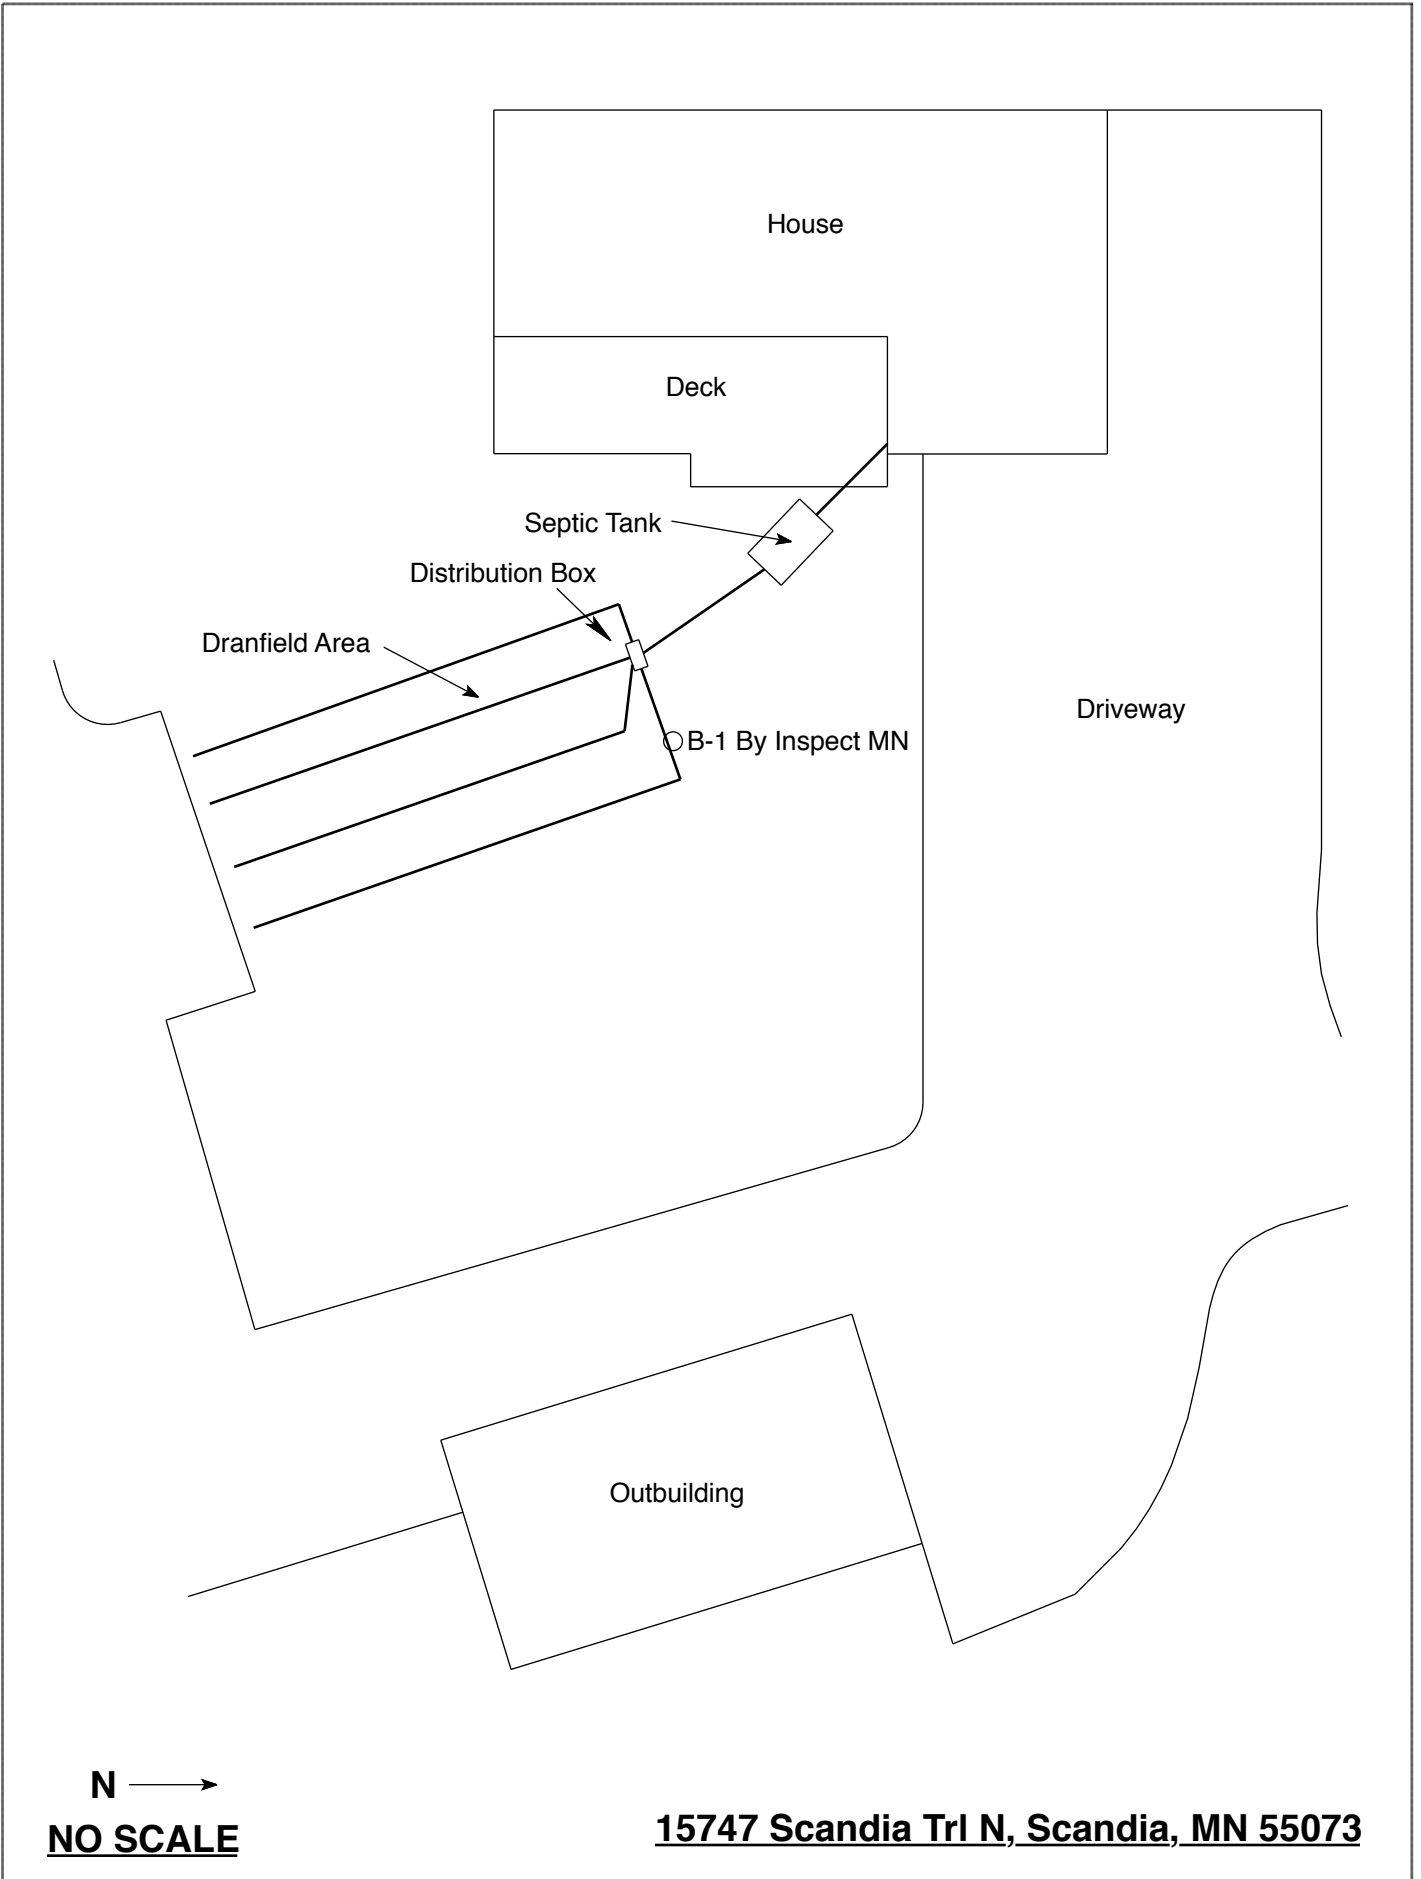 House
Deck
Septic Tank
Distribution Box
Dranfield Area
Driveway
B-1 By Inspect MN
Outbuilding
N
NO SCALE
15747 Scandia Trl N, Scandia, MN 55073